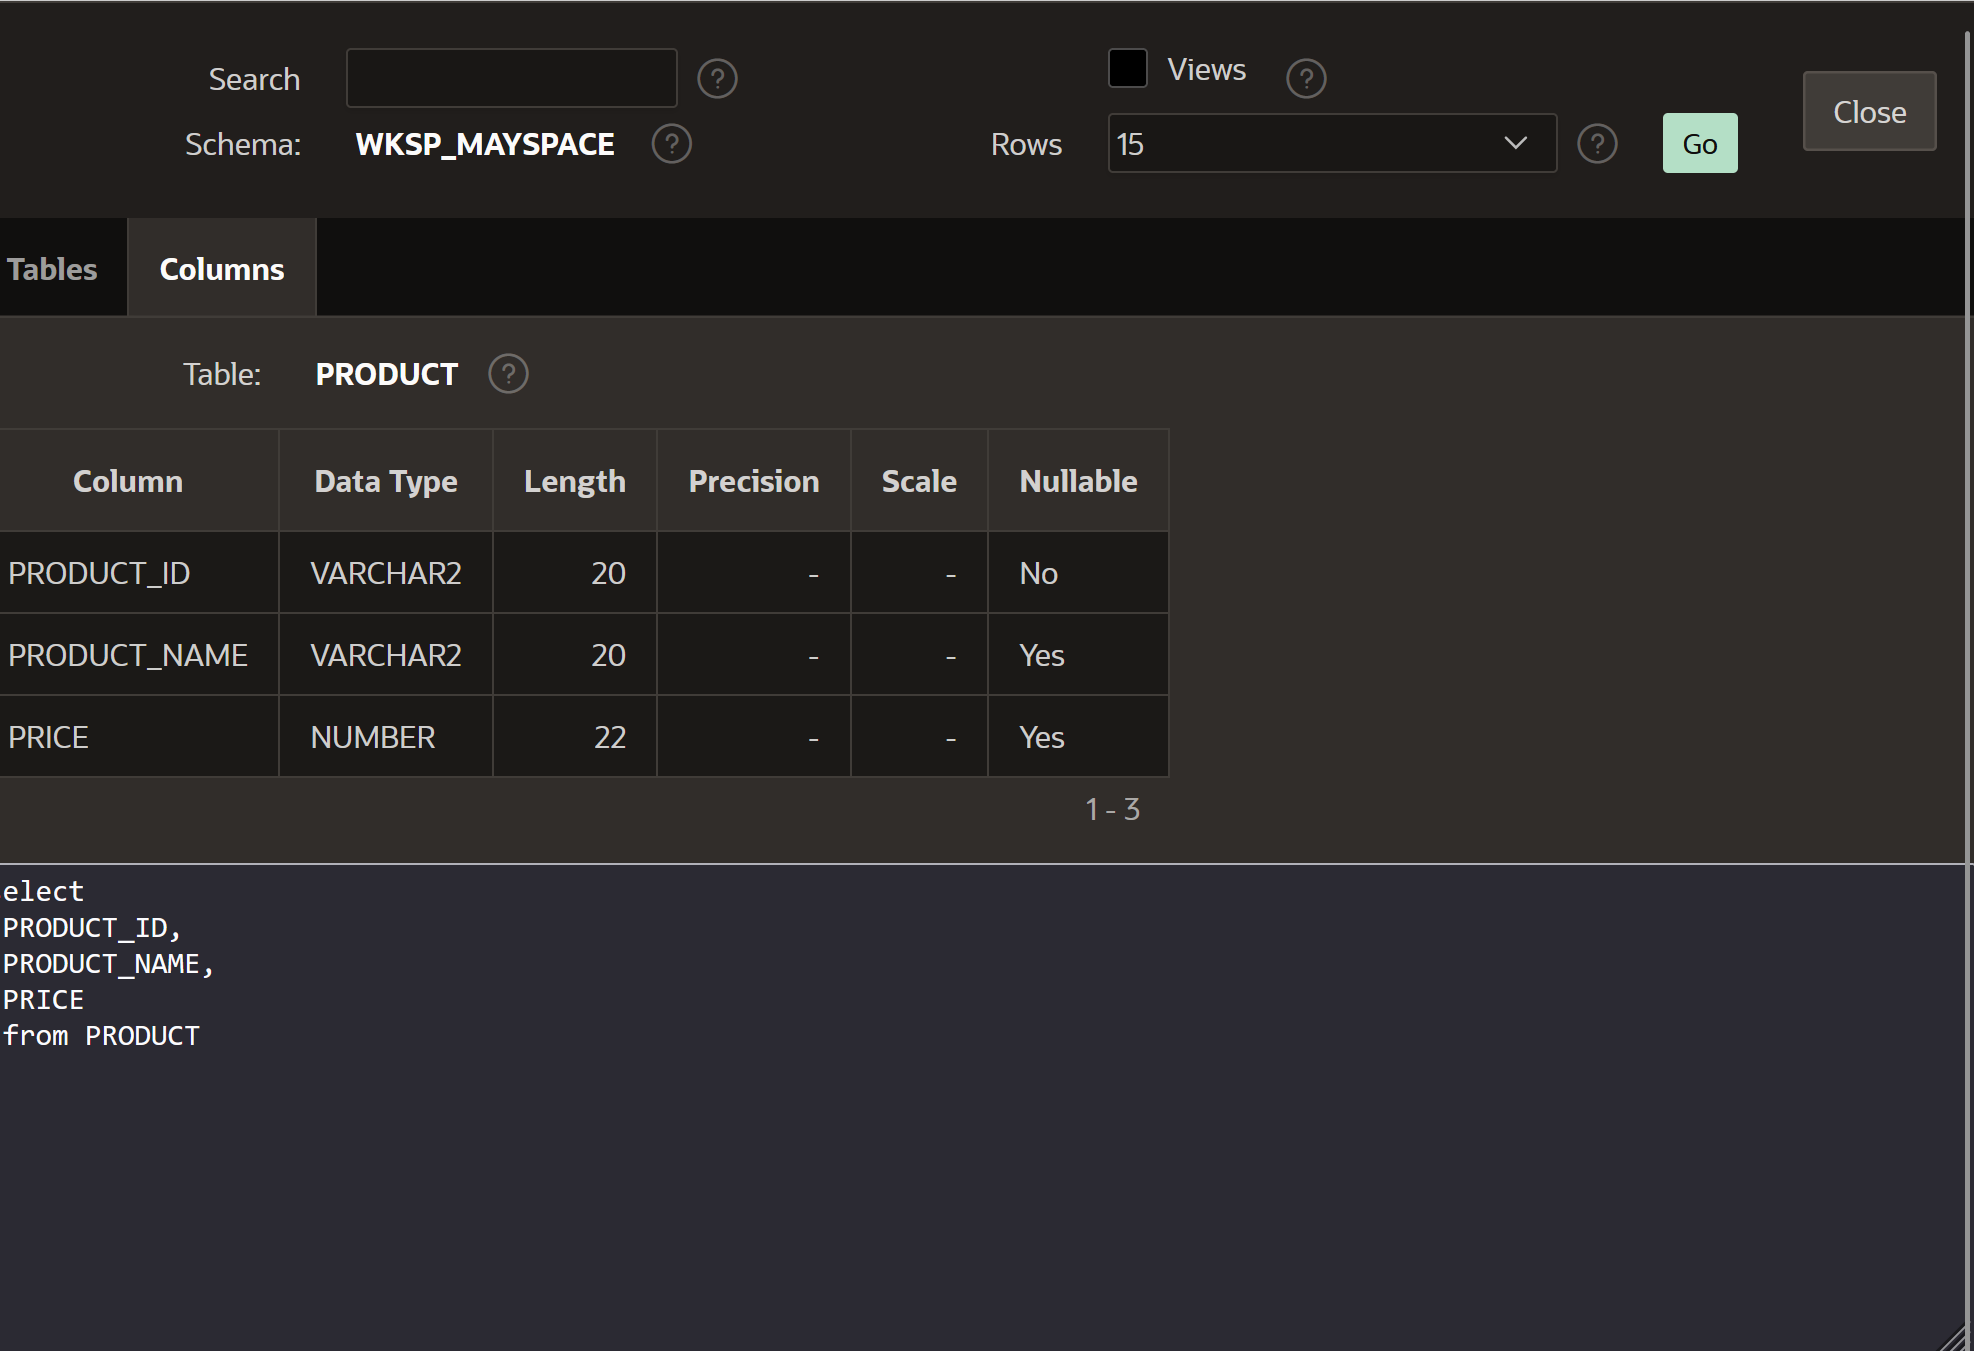 Search
Views
Schema: WKSP_MAYSPACE
Rows 15
Go
Close
Tables Columns
Table: PRODUCT
Column Data Type Length Precision Scale Nullable
PRODUCT_ID VARCHAR2 20 - - No
PRODUCT_NAME VARCHAR2 20 - - Yes
PRICE NUMBER 22 - - Yes
1 - 3
elect
PRODUCT_ID,
PRODUCT_NAME,
PRICE
from PRODUCT